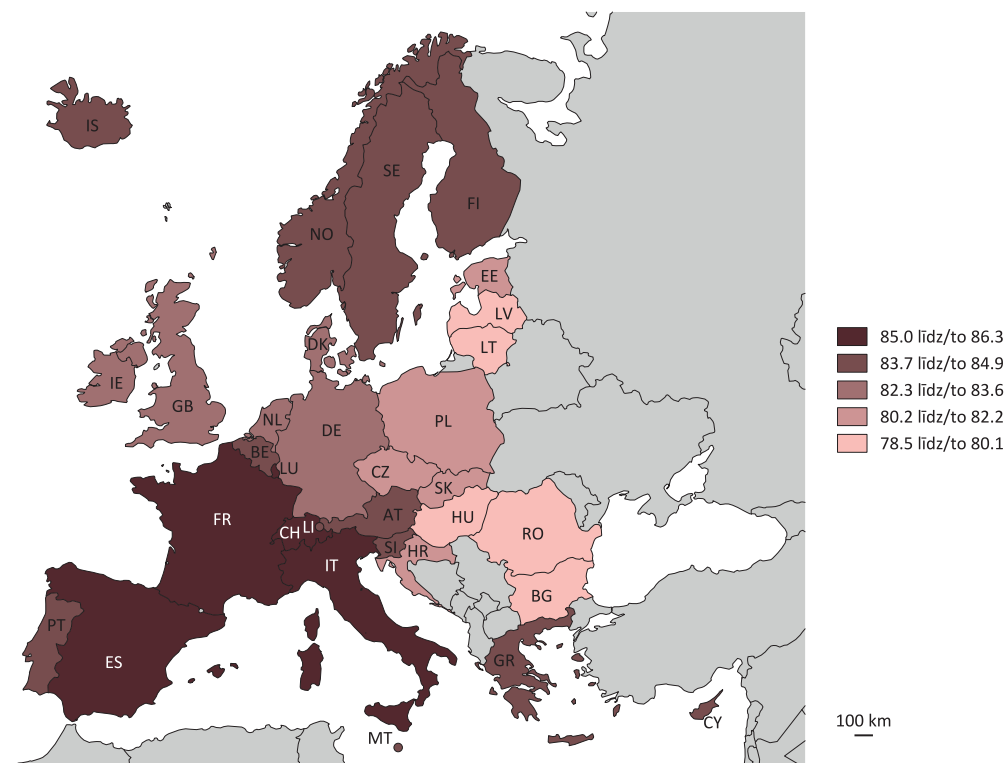 IS
SE
FI
NO
EE
LV
LT
DK
IE
GB
NL
DE
PL
BE
LU
CZ
SK
FR
CH
LI
AT
HU
RO
SI
HR
IT
BG
PT
ES
GR
MT
CY
85.0 līdz/to 86.3
83.7 līdz/to 84.9
82.3 līdz/to 83.6
80.2 līdz/to 82.2
78.5 līdz/to 80.1
100 km